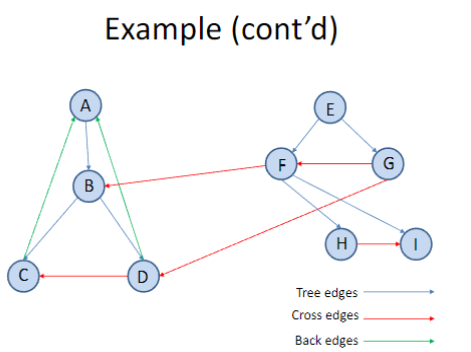 Example (cont’d)
A
E
F
G
B
H
I
C
D
Tree edges
Cross edges
Back edges